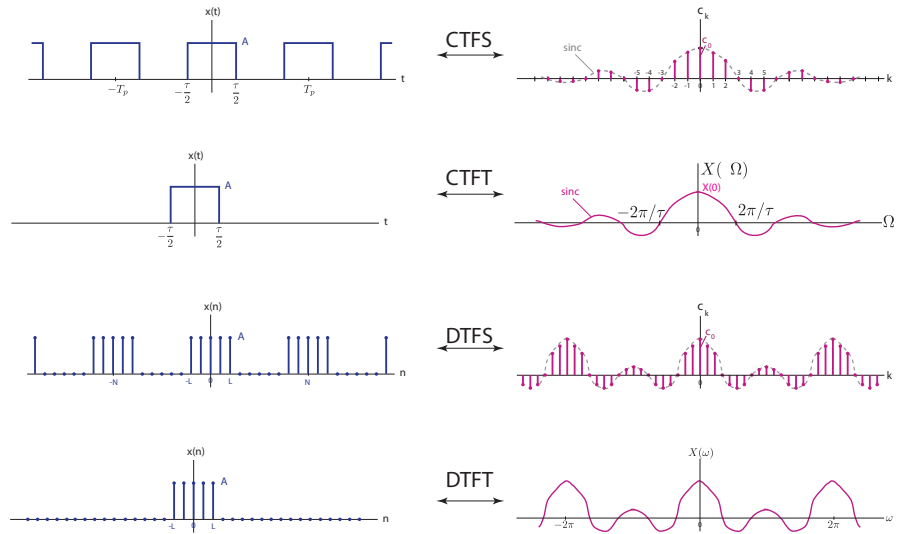 x(t)
A
t
−T_p
−τ/2
τ/2
T_p
CTFS
c_k
c_0
sinc
-5 -4 -3 -2 -1 0 1 2 3 4 5
k
x(t)
A
t
−τ/2
τ/2
CTFT
X( Ω)
X(0)
sinc
−2π/τ
2π/τ
0
Ω
x(n)
A
-N
-L
0
L
N
n
DTFS
c_k
c_0
0
k
x(n)
A
-L
0
L
n
DTFT
X(ω)
−2π
0
2π
ω